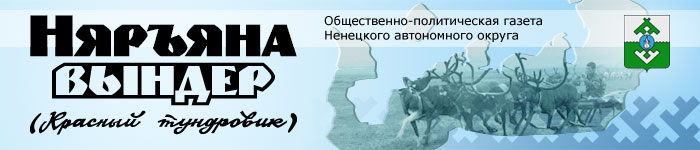 Няръяна
вындер
(Красный тундровик)
Общественно-политическая газета
Ненецкого автономного округа